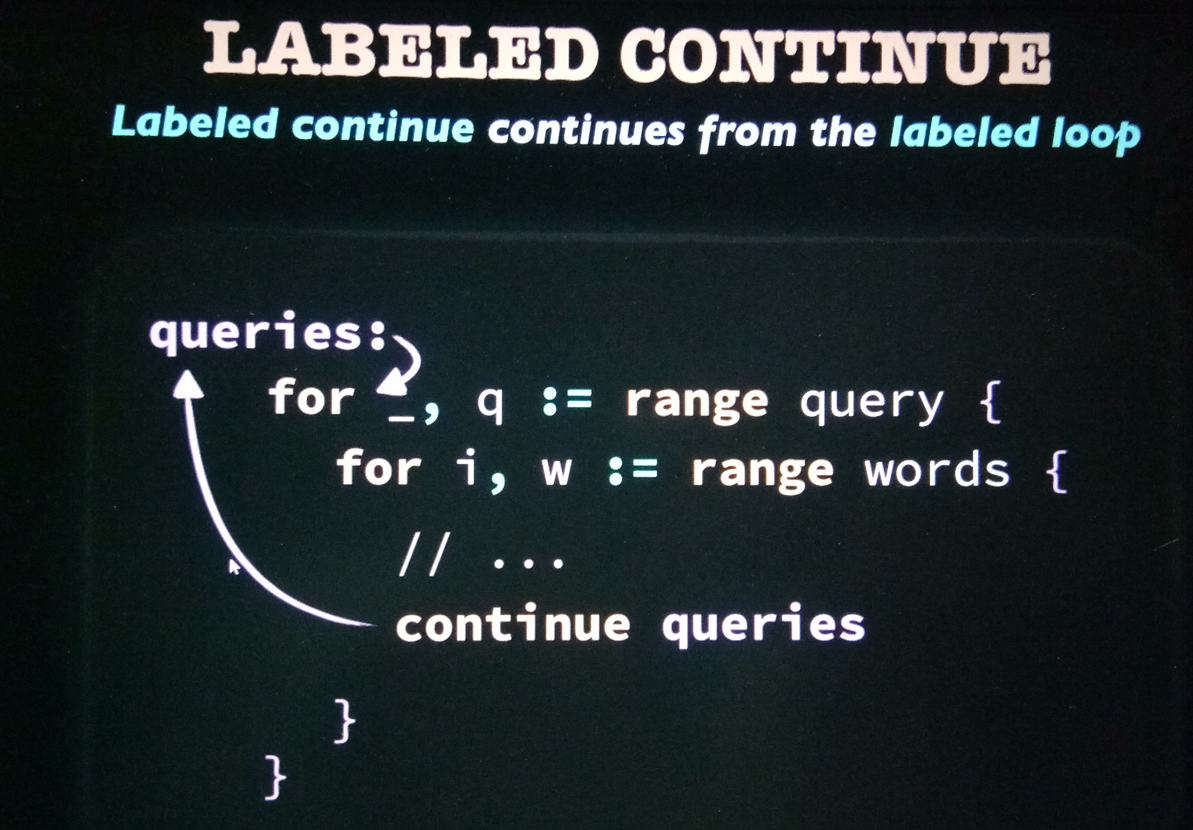 LABELED CONTINUE
Labeled continue continues from the labeled loop
queries:
for _, q := range query {
for i, w := range words {
// ...
continue queries
}
}